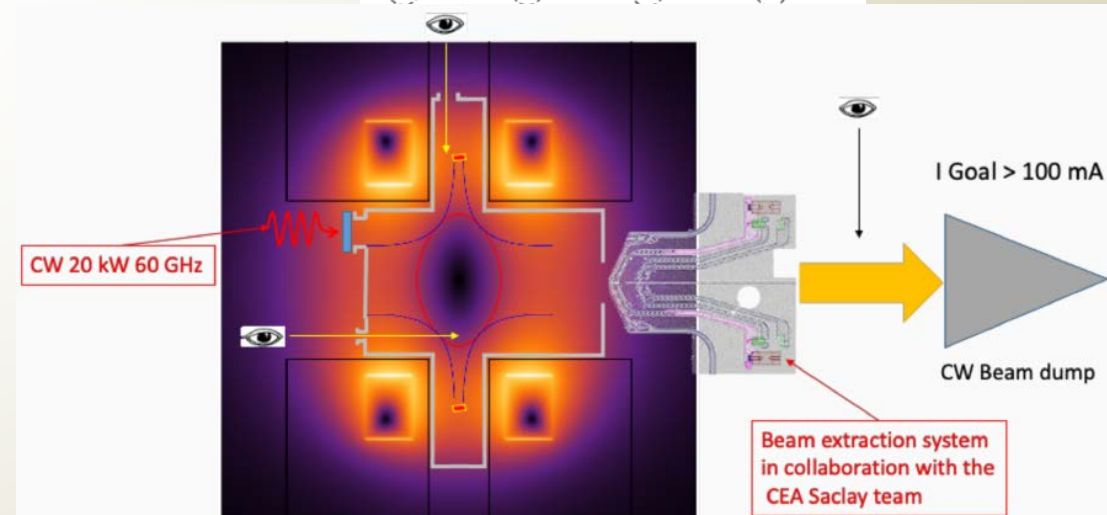 I Goal > 100 mA
CW 20 kW 60 GHz
CW Beam dump
Beam extraction system
in collaboration with the
CEA Saclay team